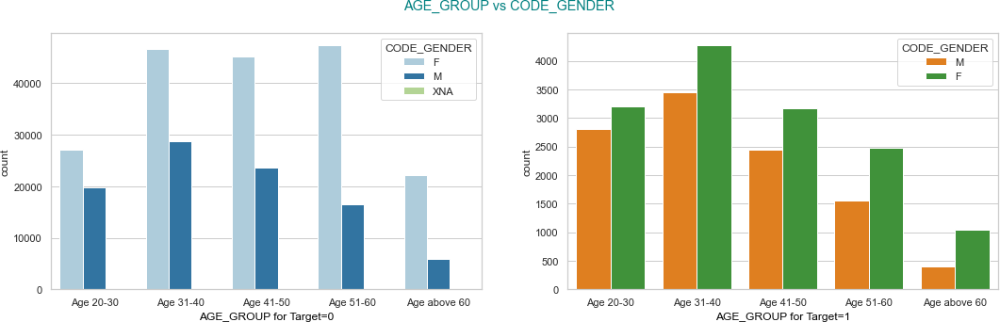 AGE_GROUP vs CODE_GENDER
count
40000
30000
20000
10000
0
CODE_GENDER
F
M
XNA
Age 20-30 Age 31-40 Age 41-50 Age 51-60 Age above 60
AGE_GROUP for Target=0
count
4000
3500
3000
2500
2000
1500
1000
500
0
CODE_GENDER
M
F
Age 20-30 Age 31-40 Age 41-50 Age 51-60 Age above 60
AGE_GROUP for Target=1